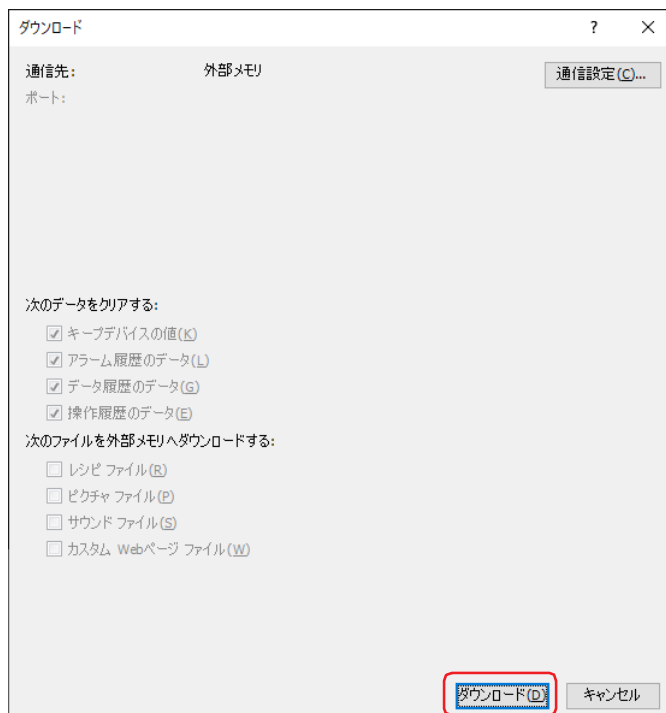 ダウンロード ? ×
通信先: 外部メモリ 通信設定(C)...
ポート:
次のデータをクリアする:
キープデバイスの値(K)
アラーム履歴のデータ(L)
データ履歴のデータ(G)
操作履歴のデータ(E)
次のファイルを外部メモリへダウンロードする:
レシピ ファイル(R)
ピクチャ ファイル(P)
サウンド ファイル(S)
カスタム Webページ ファイル(W)
ダウンロード(D) キャンセル